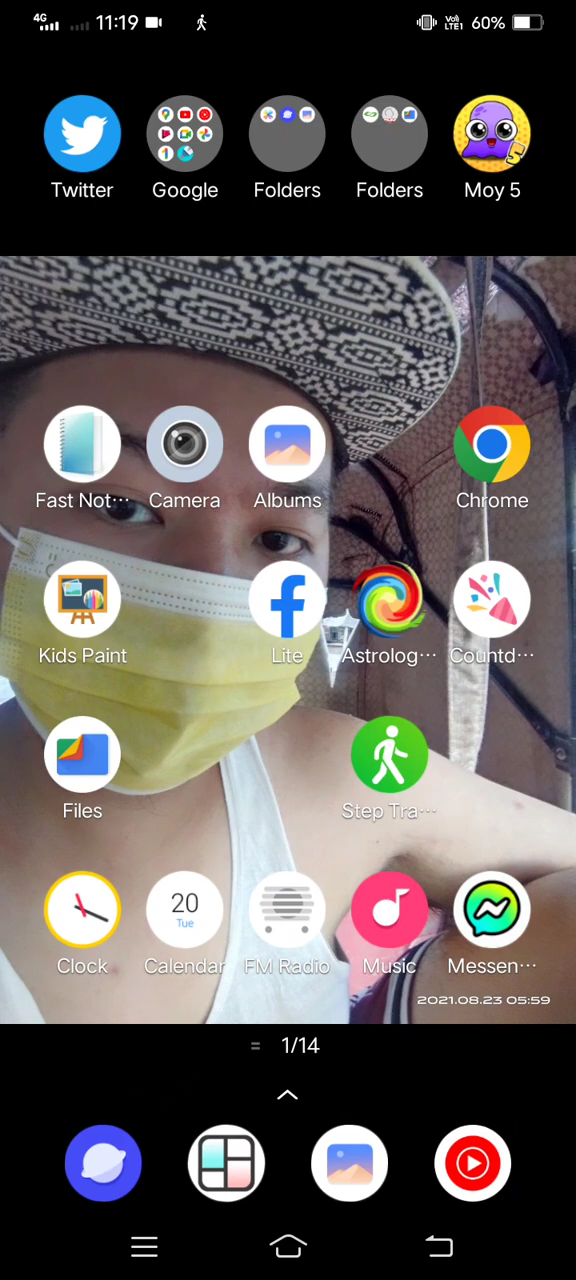 4G 11:19 VoLTE1 60%
Twitter Google Folders Folders Moy 5
Fast Not··· Camera Albums Chrome
Kids Paint Lite Astrolog··· Countd···
Files Step Tra···
20
Tue
Clock Calendar FM Radio Music Messen···
2021.08.23 05:59
= 1/14